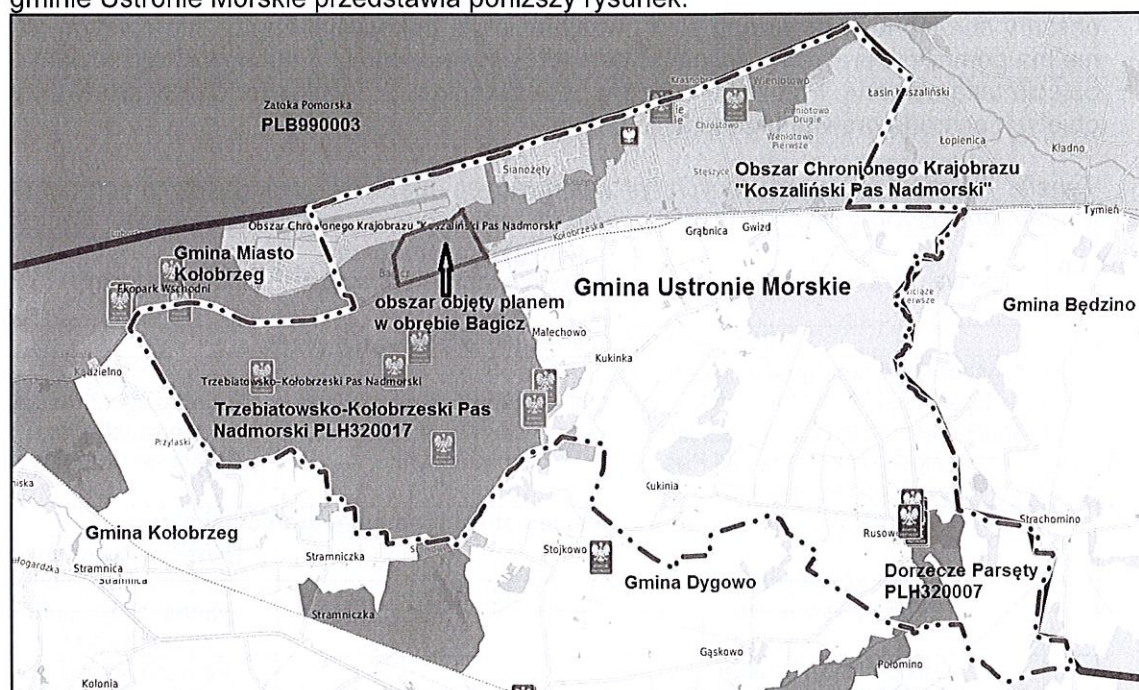 gminie Ustronie Morskie przedstawia poniższy rysunek.
Zatoka Pomorska
PLB990003
Wieniotowo
Łasin Koszaliński
Wieniotowo
Drugie
Wieniotowo
Pierwsze
Chrostowo
Łopienica
Kładno
Sianożęty
Stęszyce
Obszar Chronionego Krajobrazu
"Koszaliński Pas Nadmorski"
Tymień
Obszar Chronionego Krajobrazu "Koszaliński Pas Nadmorski"
Kołobrzeska
Grąbnica
Gwizd
Gmina Miasto
Kołobrzeg
Ekopark Wschodni
Bagicz
obszar objęty planem
w obrębie Bagicz
Gmina Ustronie Morskie
Gmina Będzino
Malechowo
Kukinka
Trzebiatowsko-Kołobrzeski Pas Nadmorski
Trzebiatowsko-Kołobrzeski Pas
Nadmorski PLH320017
Przylaski
Kukinia
Gmina Kołobrzeg
Stramniczka
Stojkowo
Rusowo
Strachomino
Stramnica
Gmina Dygowo
Dorzecze Parsęty
PLH320007
Stramniczka
Gąskowo
Połomino
Kolonia